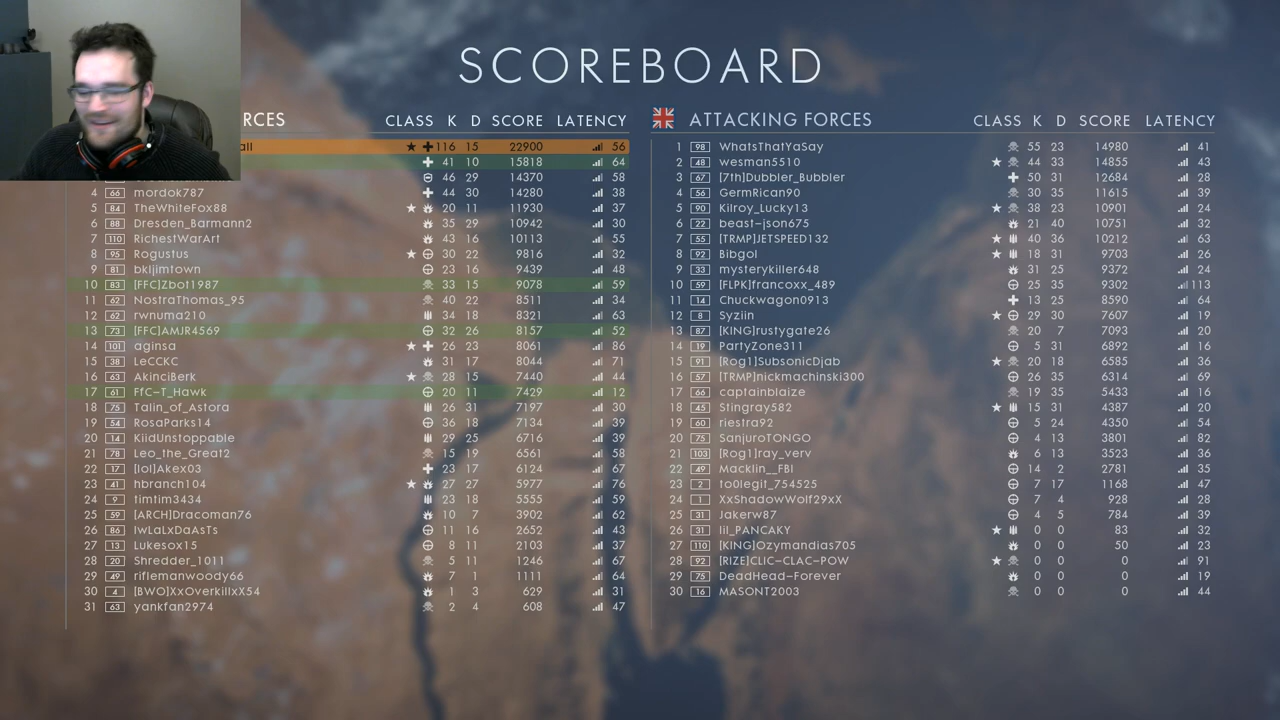 SCOREBOARD
RCES CLASS K D SCORE LATENCY
all 116 15 22900 56
41 10 15818 64
46 29 14370 58
4 66 mordok787 44 30 14280 38
5 84 TheWhiteFox88 20 11 11930 37
6 88 Dresden_Barmann2 35 29 10942 30
7 110 RichestWarArt 43 16 10113 55
8 95 Rogustus 30 22 9816 32
9 81 bkljimtown 23 16 9439 48
10 83 [FFC]Zbot1987 33 15 9078 59
11 62 NostraThomas_95 40 22 8511 34
12 62 rwnuma210 34 18 8321 63
13 73 [FFC]AMJR4569 32 26 8157 52
14 101 aginsa 26 23 8061 86
15 38 LeCCKC 31 17 8044 71
16 63 AkinciBerk 28 15 7440 44
17 61 FfC-T_Hawk 20 11 7429 12
18 75 Talin_of_Astora 26 31 7197 30
19 54 RosaParks14 36 18 7134 39
20 14 KiidUnstoppable 29 25 6716 39
21 78 Leo_the_Great2 15 19 6561 58
22 17 [lol]Akex03 23 17 6124 67
23 41 hbranch104 27 27 5977 76
24 9 timtim3434 23 18 5555 59
25 59 [ARCH]Dracoman76 10 7 3902 62
26 86 IwLaLxDaAsTs 11 16 2652 43
27 13 Lukesox15 8 11 2103 37
28 20 Shredder_1011 5 11 1246 67
29 49 riflemanwoody66 7 1 1111 64
30 4 [BWO]XxOverkillxX54 1 3 629 31
31 63 yankfan2974 2 4 608 47
ATTACKING FORCES CLASS K D SCORE LATENCY
1 98 WhatsThatYaSay 55 23 14980 41
2 48 wesman5510 44 33 14855 43
3 67 [7th]Dubbler_Bubbler 50 31 12684 28
4 56 GermRican90 30 35 11615 39
5 90 Kilroy_Lucky13 38 23 10901 24
6 22 beast-json675 21 40 10751 32
7 55 [TRMP]JETSPEED132 40 36 10212 63
8 92 Bibgol 18 31 9703 26
9 33 mysterykiller648 31 25 9372 24
10 59 [FLPK]francoxx_489 25 35 9302 113
11 14 Chuckwagon0913 13 25 8590 64
12 8 Syziin 29 30 7607 19
13 87 [KING]rustygate26 20 7 7093 20
14 19 PartyZone311 5 31 6892 16
15 91 [Rog1]SubsonicDjab 20 18 6585 36
16 57 [TRMP]nickmachinski300 26 35 6314 69
17 66 captainblaize 19 35 5433 16
18 45 Stingray582 15 31 4387 20
19 60 riestra92 5 24 4350 54
20 75 SanjuroTONGO 4 13 3801 82
21 103 [Rog1]ray_verv 6 13 3523 36
22 49 Macklin__FBI 14 2 2781 35
23 2 to0legit_754525 7 17 1168 47
24 1 XxShadowWolf29xX 7 4 928 28
25 31 Jakerw87 4 5 784 39
26 31 lil_PANCAKY 0 0 83 32
27 110 [KING]Ozymandias705 0 0 50 23
28 92 [RIZE]CLIC-CLAC-POW 0 0 0 91
29 75 DeadHead-Forever 0 0 0 19
30 16 MASONT2003 0 0 0 44